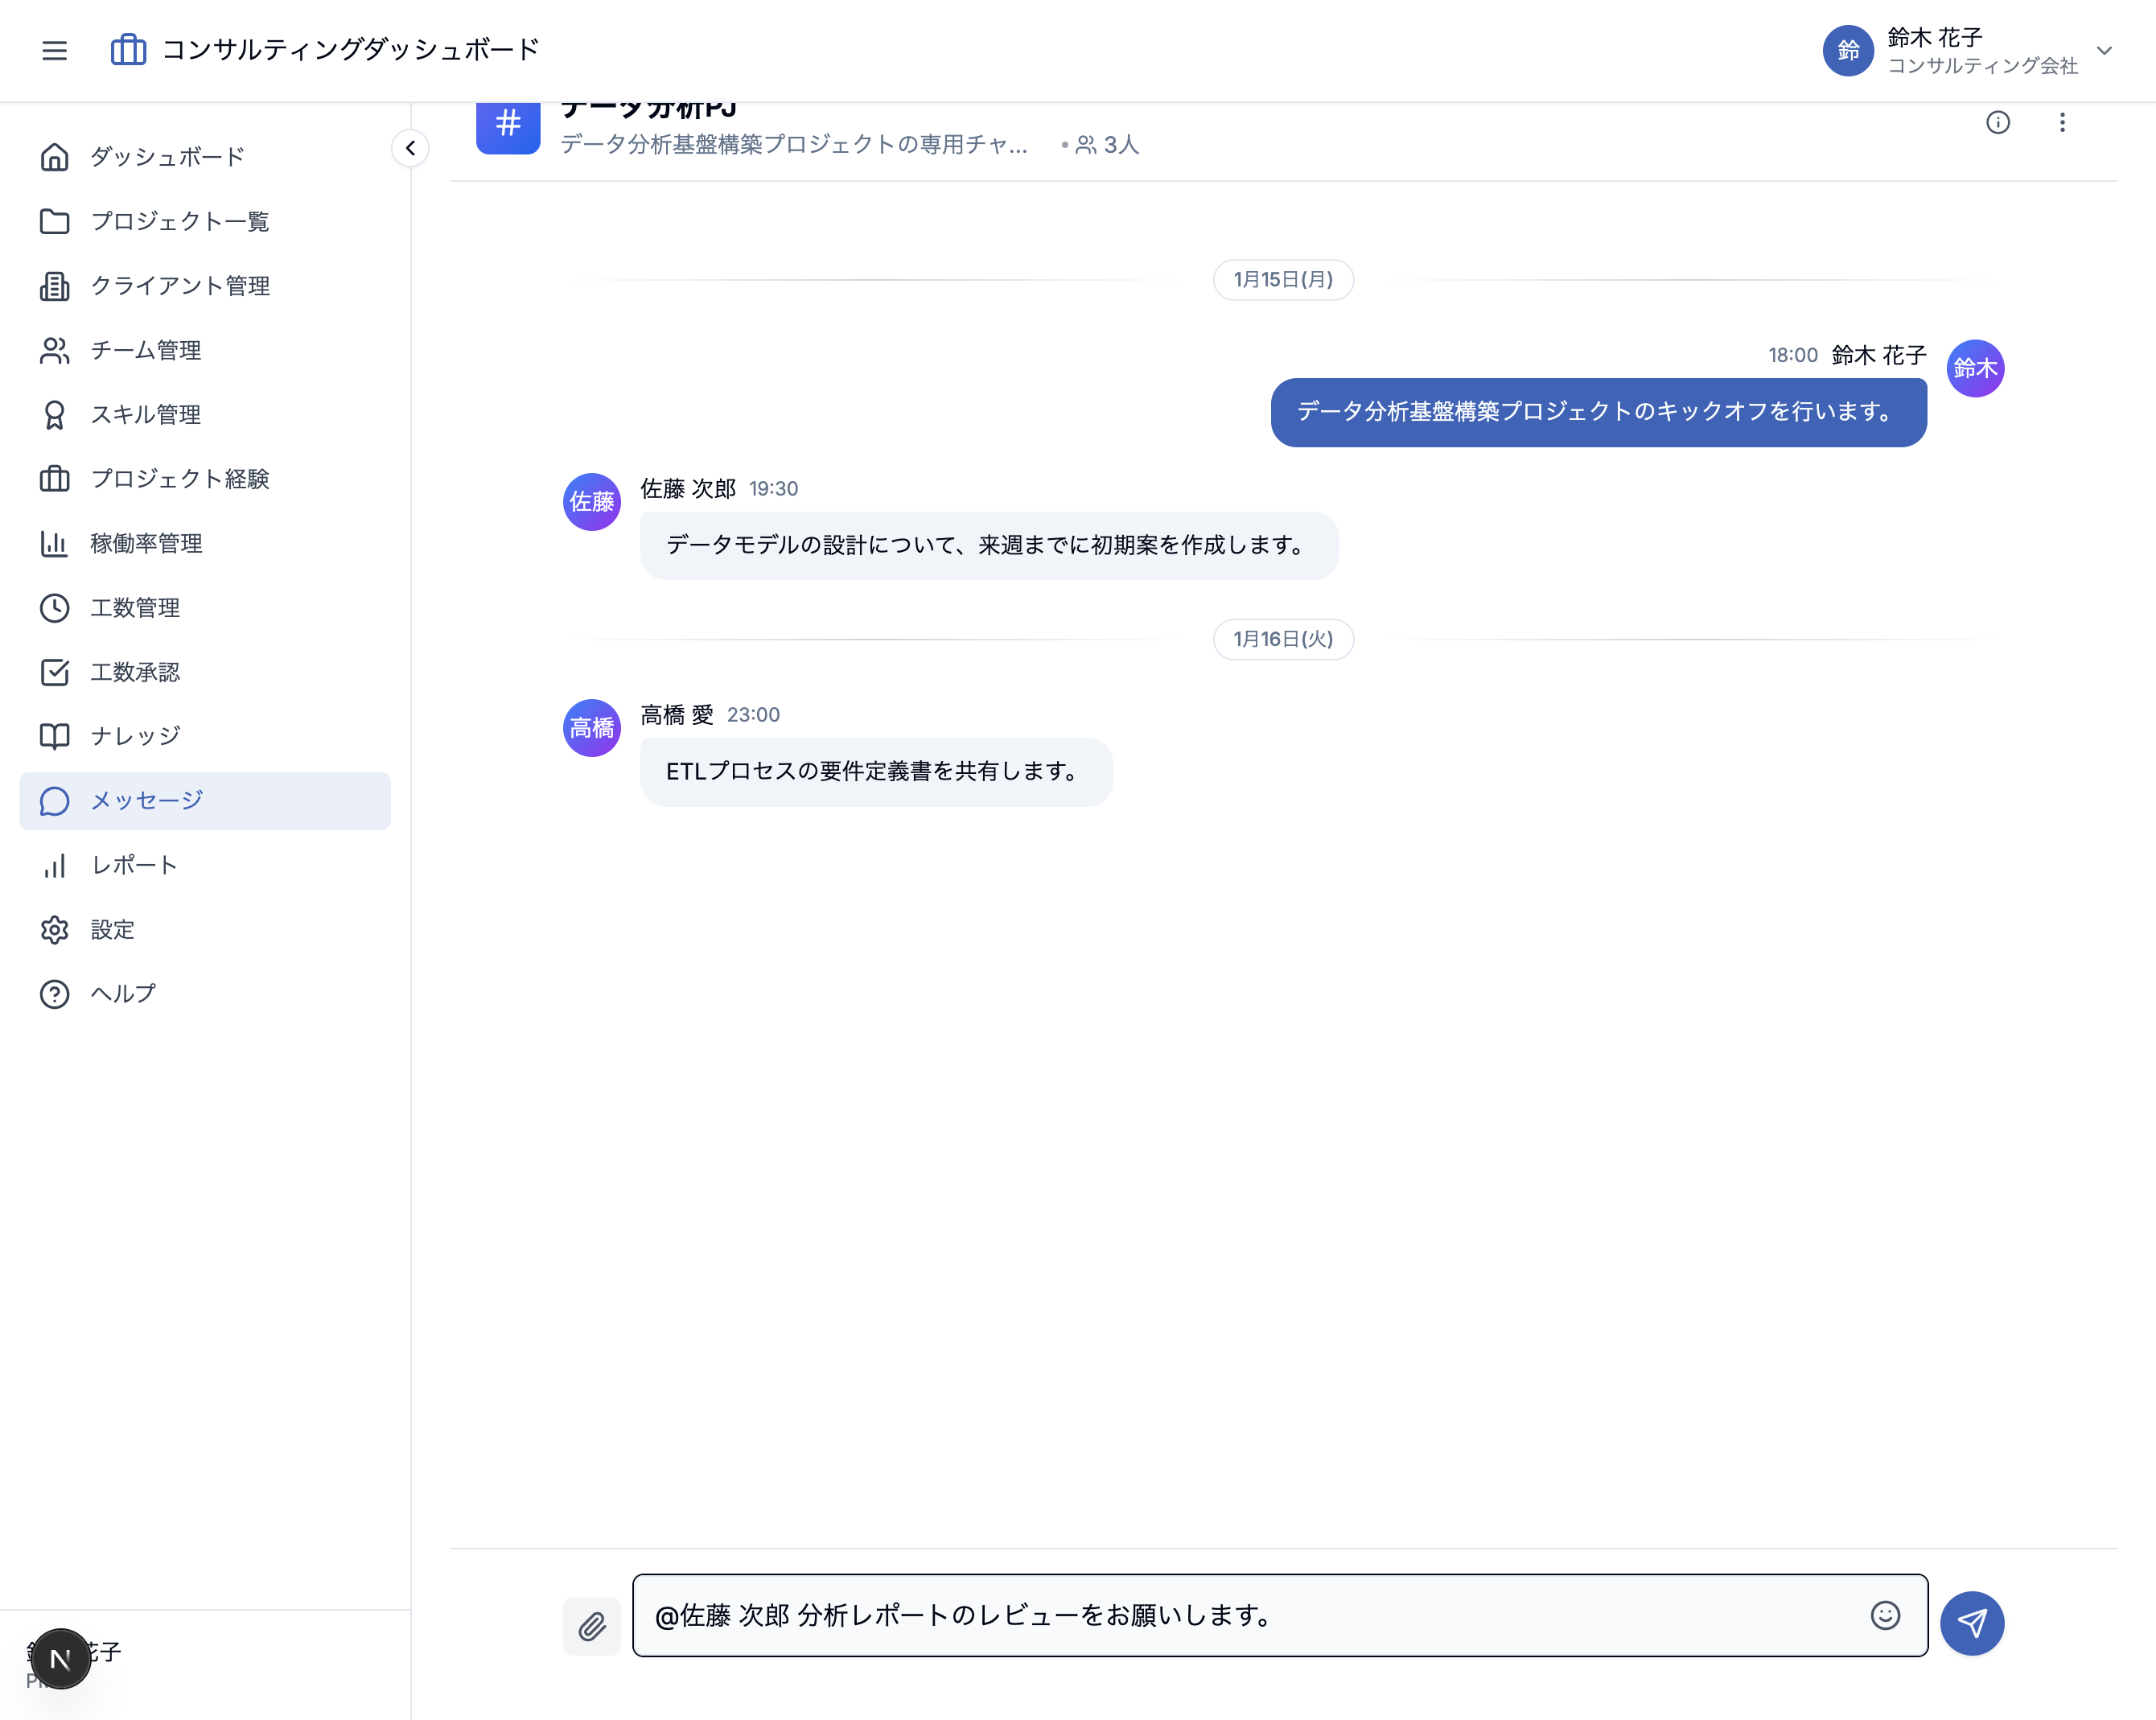 コンサルティングダッシュボード
鈴
鈴木 花子
コンサルティング会社
ダッシュボード
プロジェクト一覧
クライアント管理
チーム管理
スキル管理
プロジェクト経験
稼働率管理
工数管理
工数承認
ナレッジ
メッセージ
レポート
設定
ヘルプ
花子
N
#
データ分析PJ
データ分析基盤構築プロジェクトの専用チャ...
• 3人
1月15日(月)
18:00 鈴木 花子
鈴木
データ分析基盤構築プロジェクトのキックオフを行います。
佐藤
佐藤 次郎 19:30
データモデルの設計について、来週までに初期案を作成します。
1月16日(火)
高橋
高橋 愛 23:00
ETLプロセスの要件定義書を共有します。
@佐藤 次郎 分析レポートのレビューをお願いします。